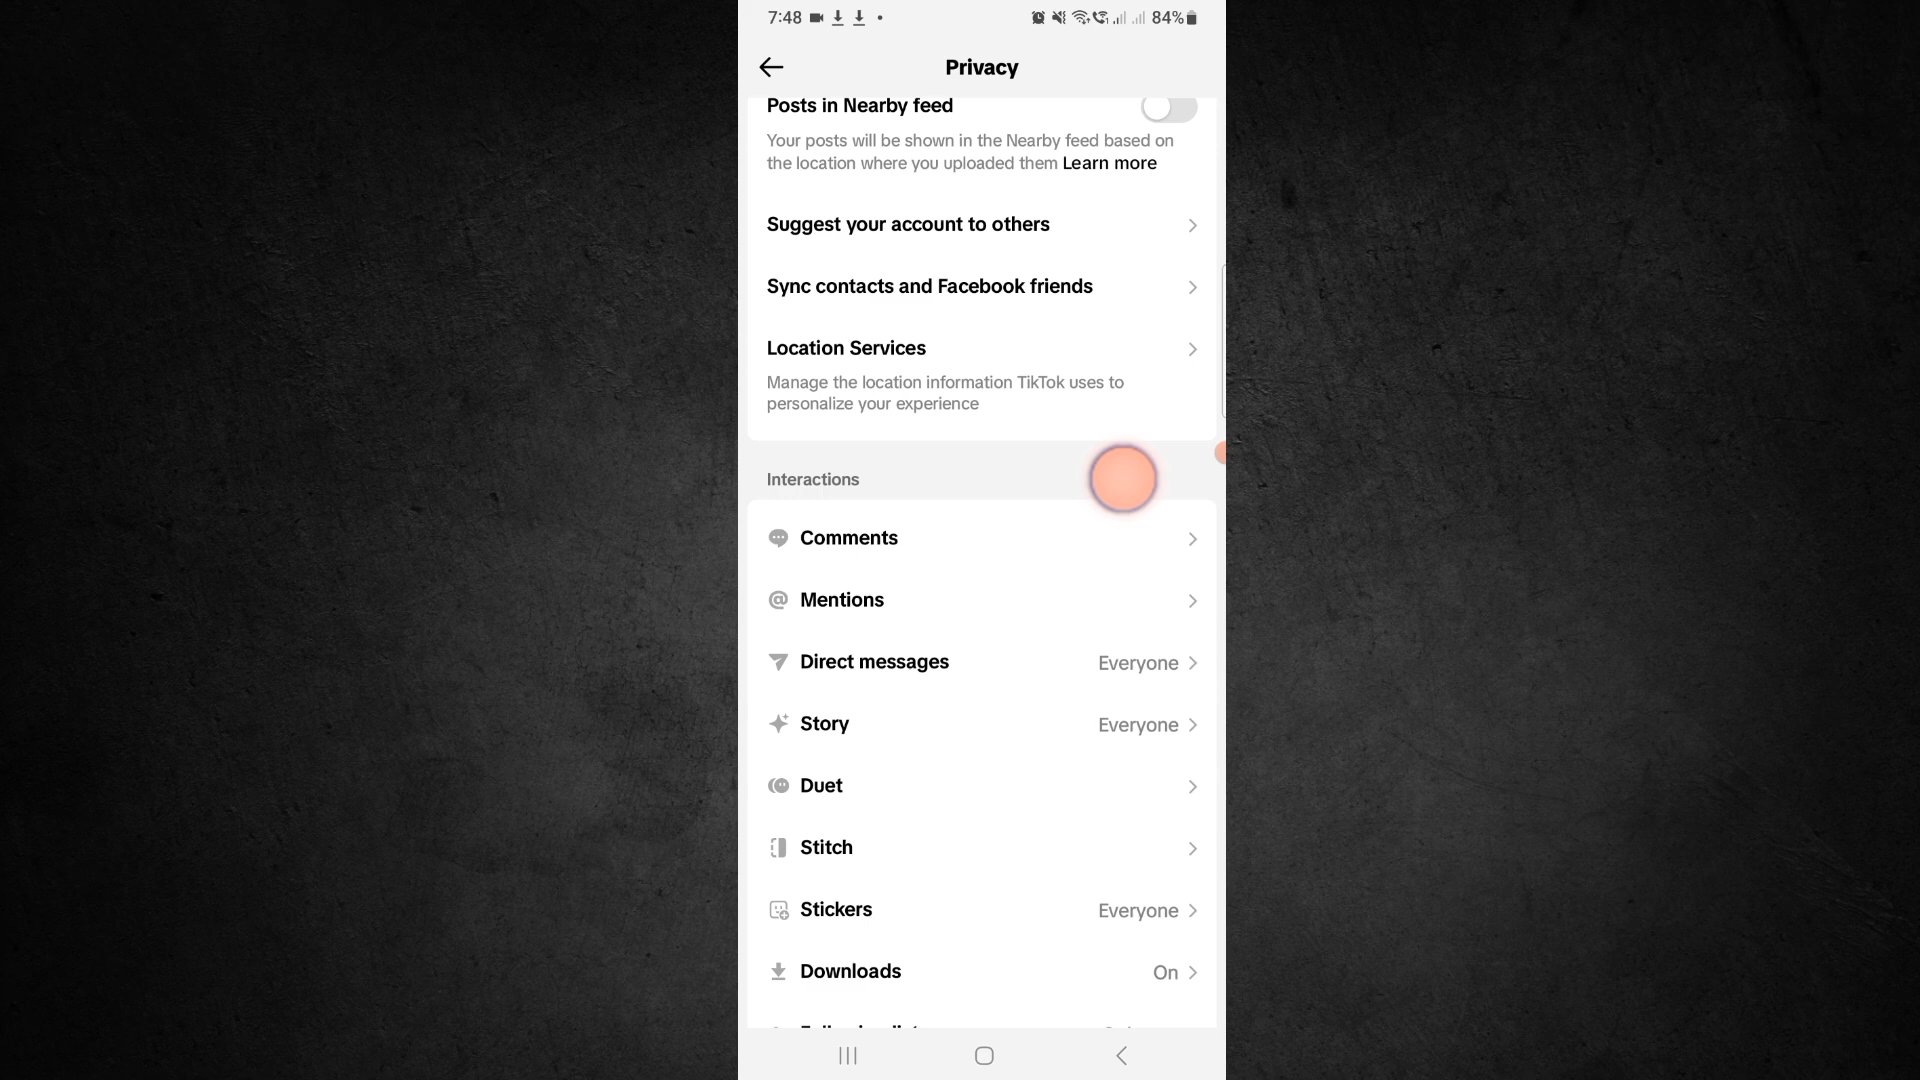 7:48
84%
Privacy
Posts in Nearby feed
Your posts will be shown in the Nearby feed based on
the location where you uploaded them Learn more
Suggest your account to others
Sync contacts and Facebook friends
Location Services
Manage the location information TikTok uses to
personalize your experience
Interactions
Comments
Mentions
Direct messages Everyone
Story Everyone
Duet
Stitch
Stickers Everyone
Downloads On